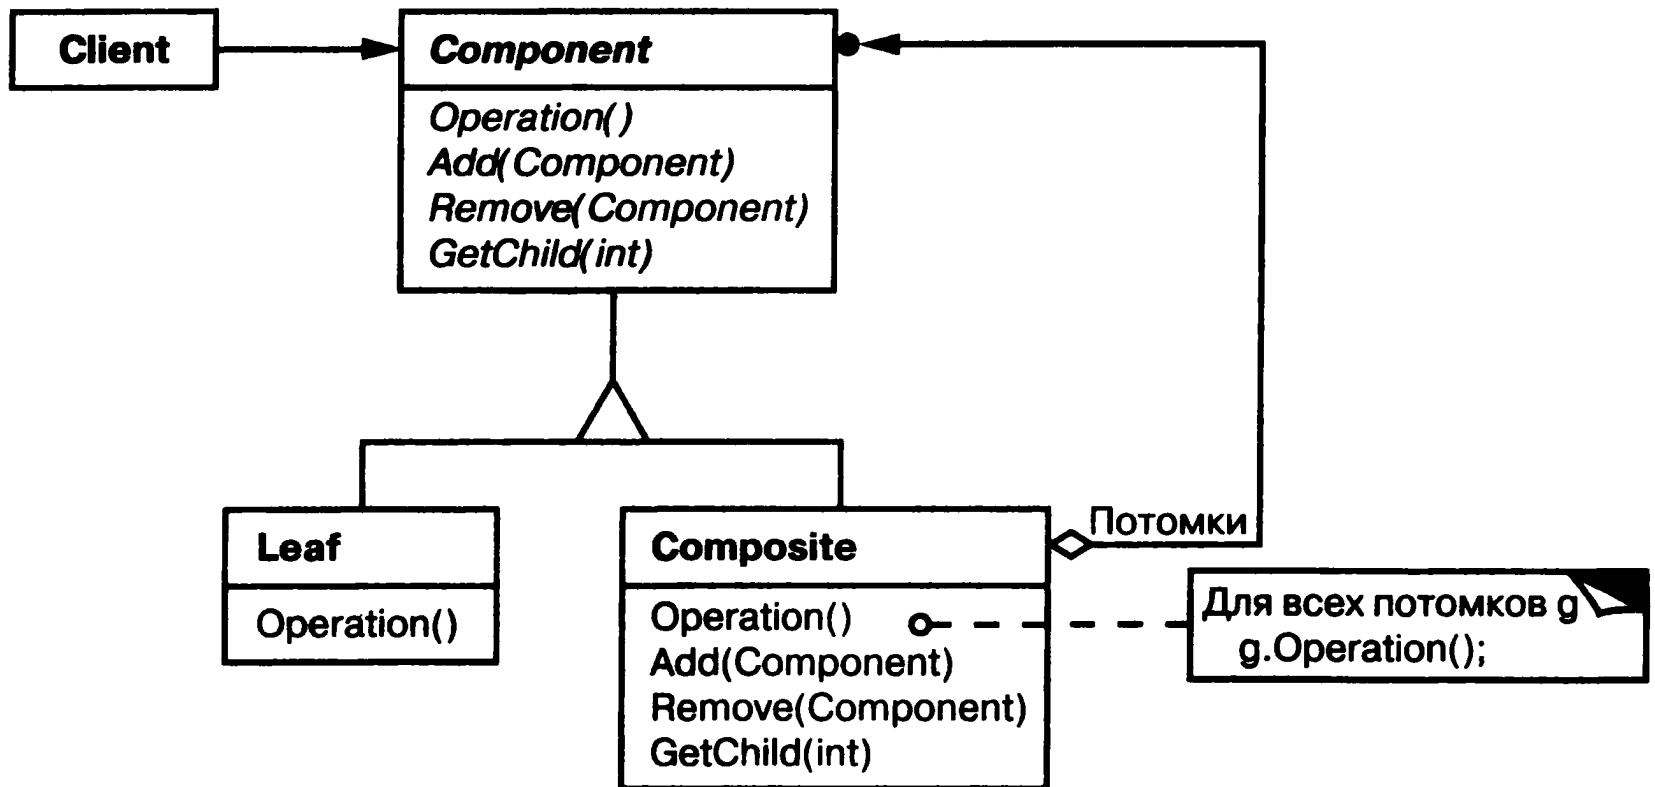 Client
Component
Operation()
Add(Component)
Remove(Component)
GetChild(int)
Leaf
Operation()
Composite
Operation()
Add(Component)
Remove(Component)
GetChild(int)
Потомки
Для всех потомков g
g.Operation();